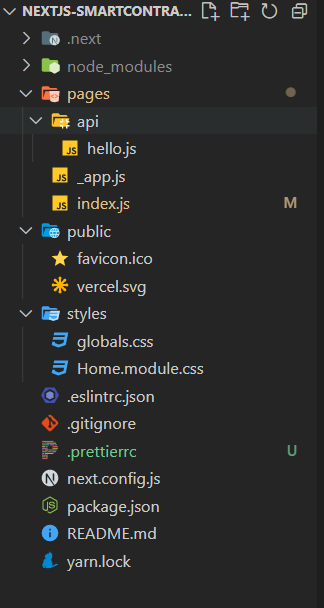 NEXTJS-SMARTCONTRA...
.next
node_modules
pages
api
JS hello.js
JS _app.js
JS index.js M
public
favicon.ico
vercel.svg
styles
globals.css
Home.module.css
.eslintrc.json
.gitignore
.prettierrc U
N next.config.js
JS package.json
README.md
yarn.lock